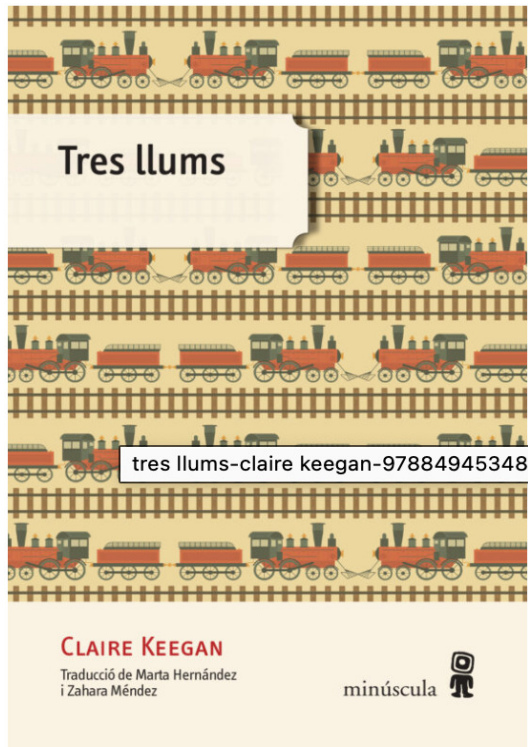 Tres llums
tres llums-claire keegan-97884945348
CLAIRE KEEGAN
Traducció de Marta Hernández
i Zahara Méndez
minúscula